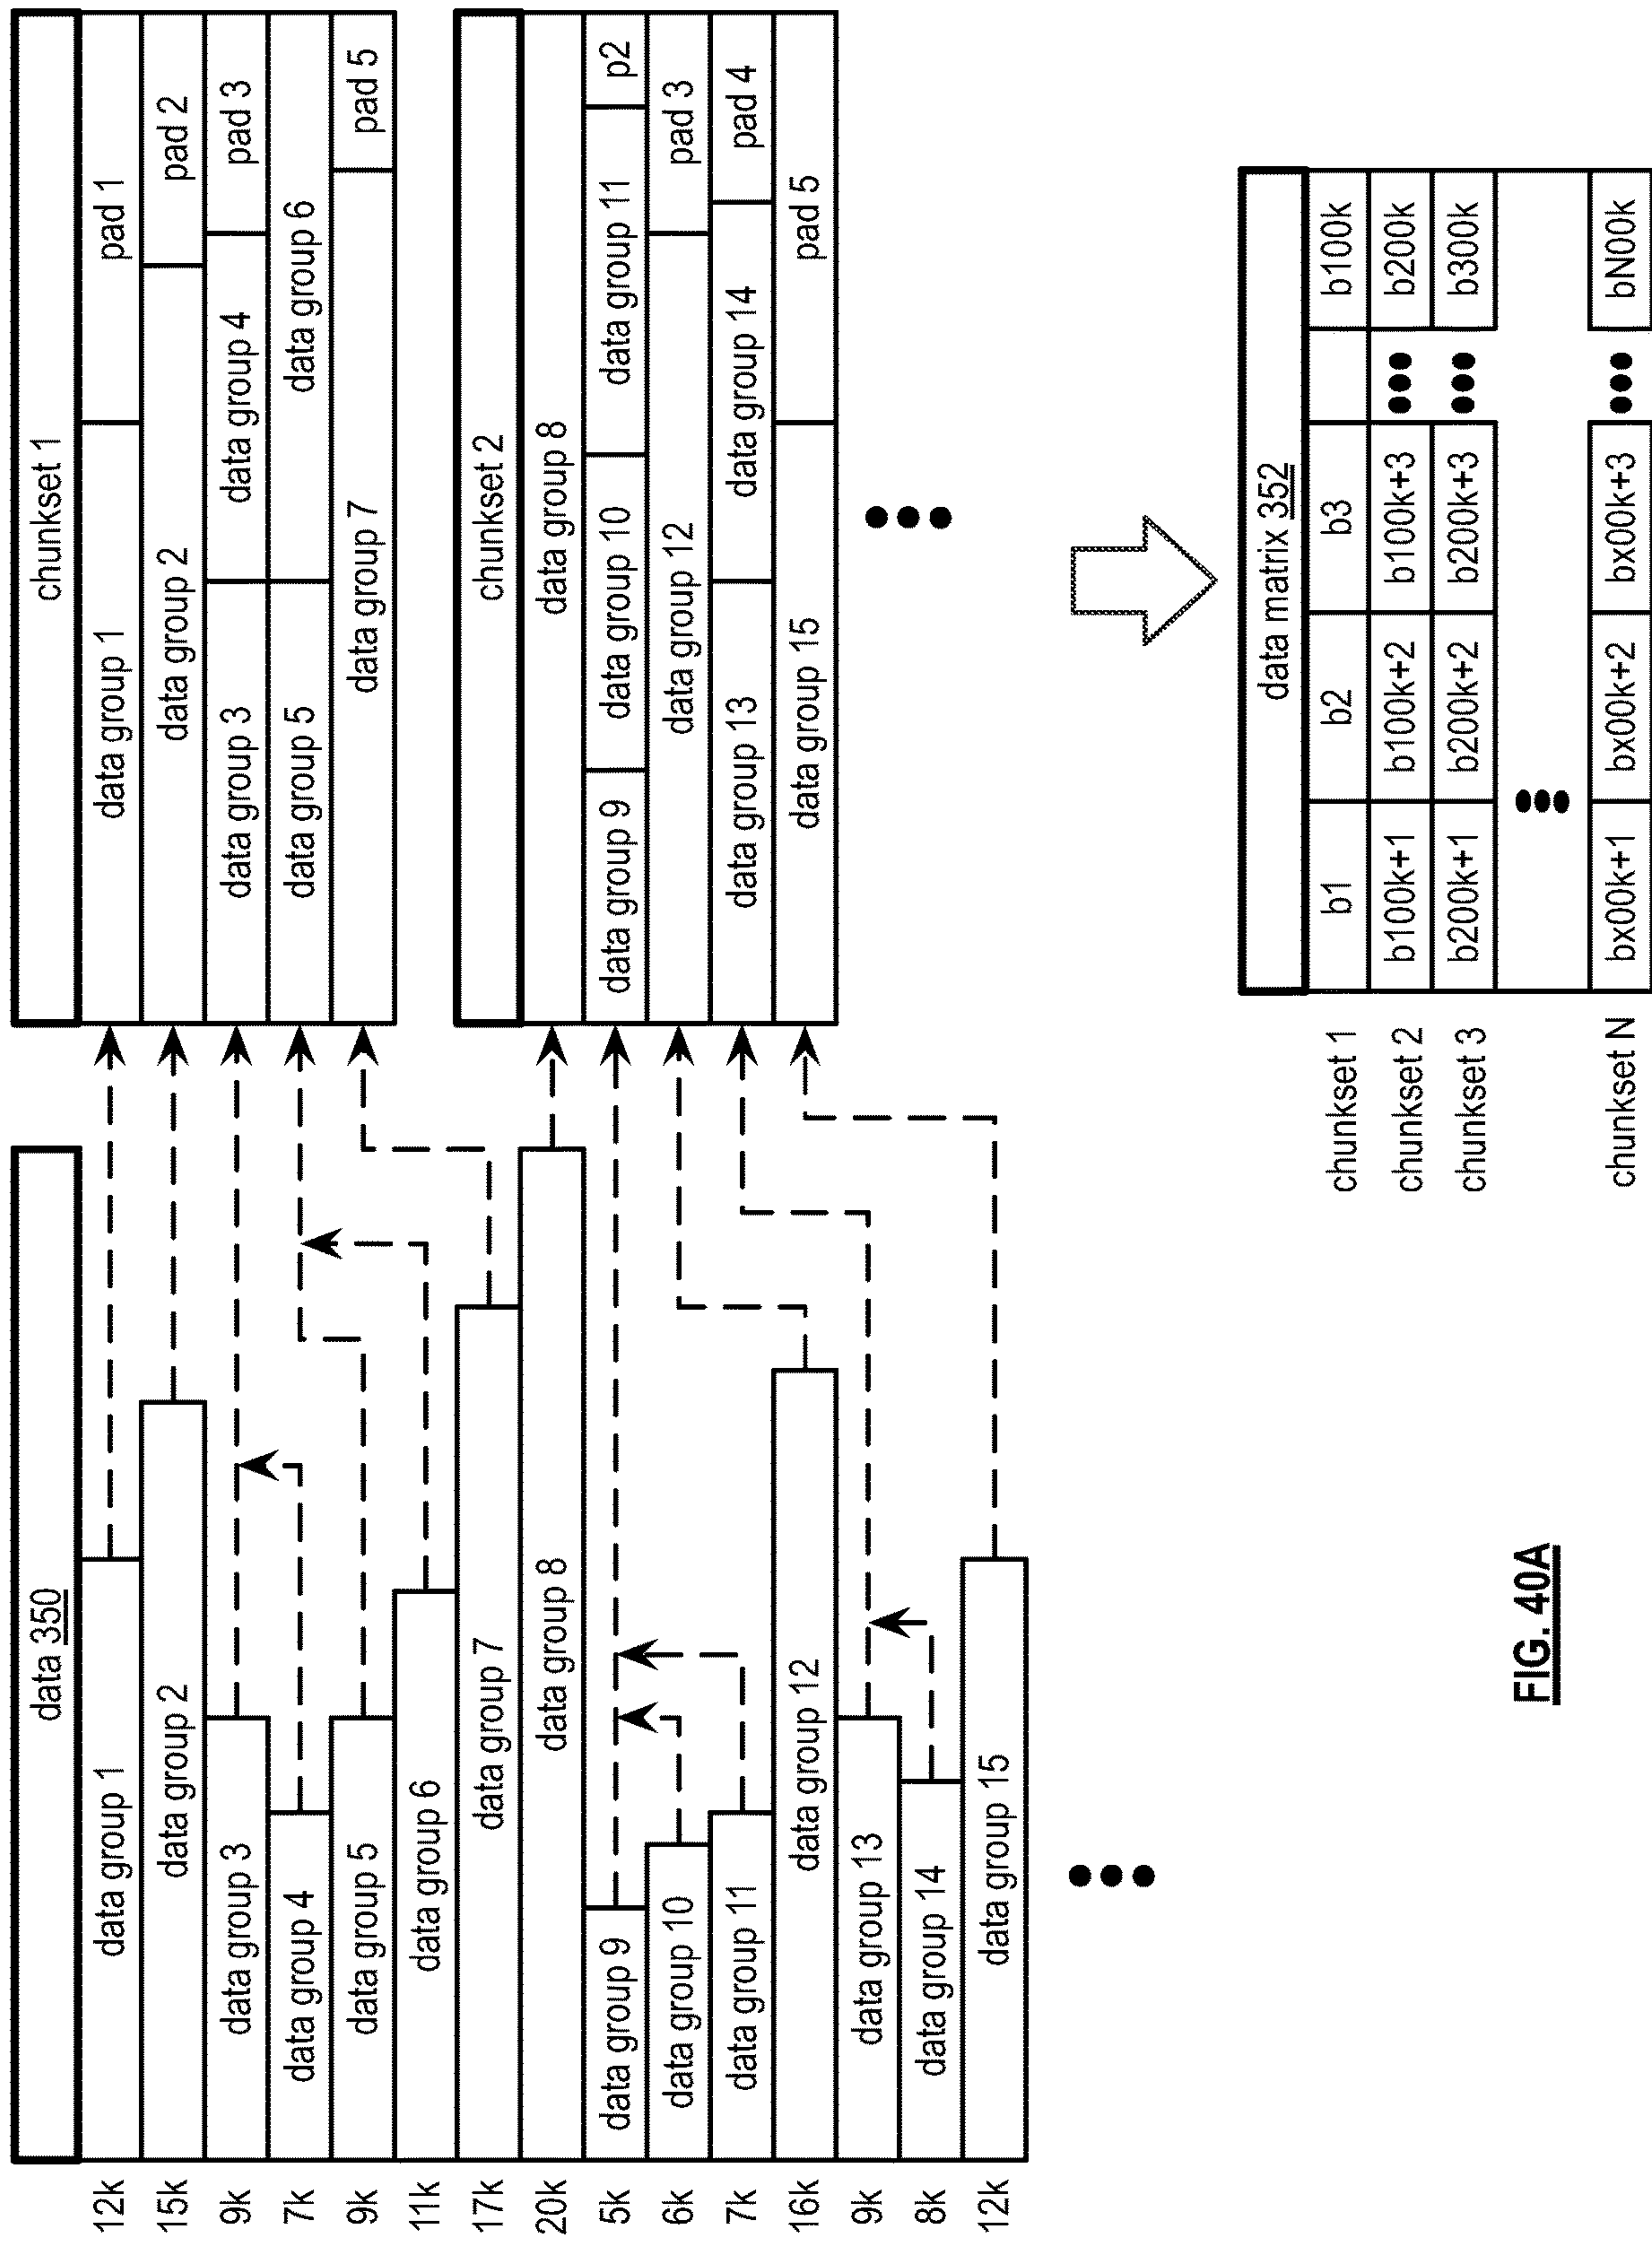 data 350
12k data group 1
15k data group 2
9k data group 3
7k data group 4
9k data group 5
11k data group 6
17k data group 7
20k data group 8
5k data group 9
6k data group 10
7k data group 11
16k data group 12
9k data group 13
8k data group 14
12k data group 15
chunkset 1
data group 1 pad 1
data group 2 pad 2
data group 3 data group 4 pad 3
data group 5 data group 6
data group 7 pad 5
chunkset 2
data group 8
data group 9 data group 10 data group 11 p2
data group 12 pad 3
data group 13 data group 14 pad 4
data group 15 pad 5
data matrix 352
chunkset 1 b1 b2 b3 b100k
chunkset 2 b100k+1 b100k+2 b100k+3 b200k
chunkset 3 b200k+1 b200k+2 b200k+3 b300k
chunkset N bx00k+1 bx00k+2 bx00k+3 bN00k
FIG. 40A